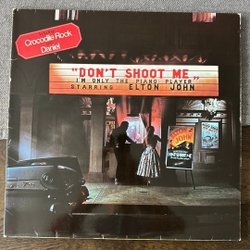 Crocodile Rock
Daniel
"DON'T SHOOT ME
I'M ONLY THE PIANO PLAYER"
STARRING ELTON JOHN